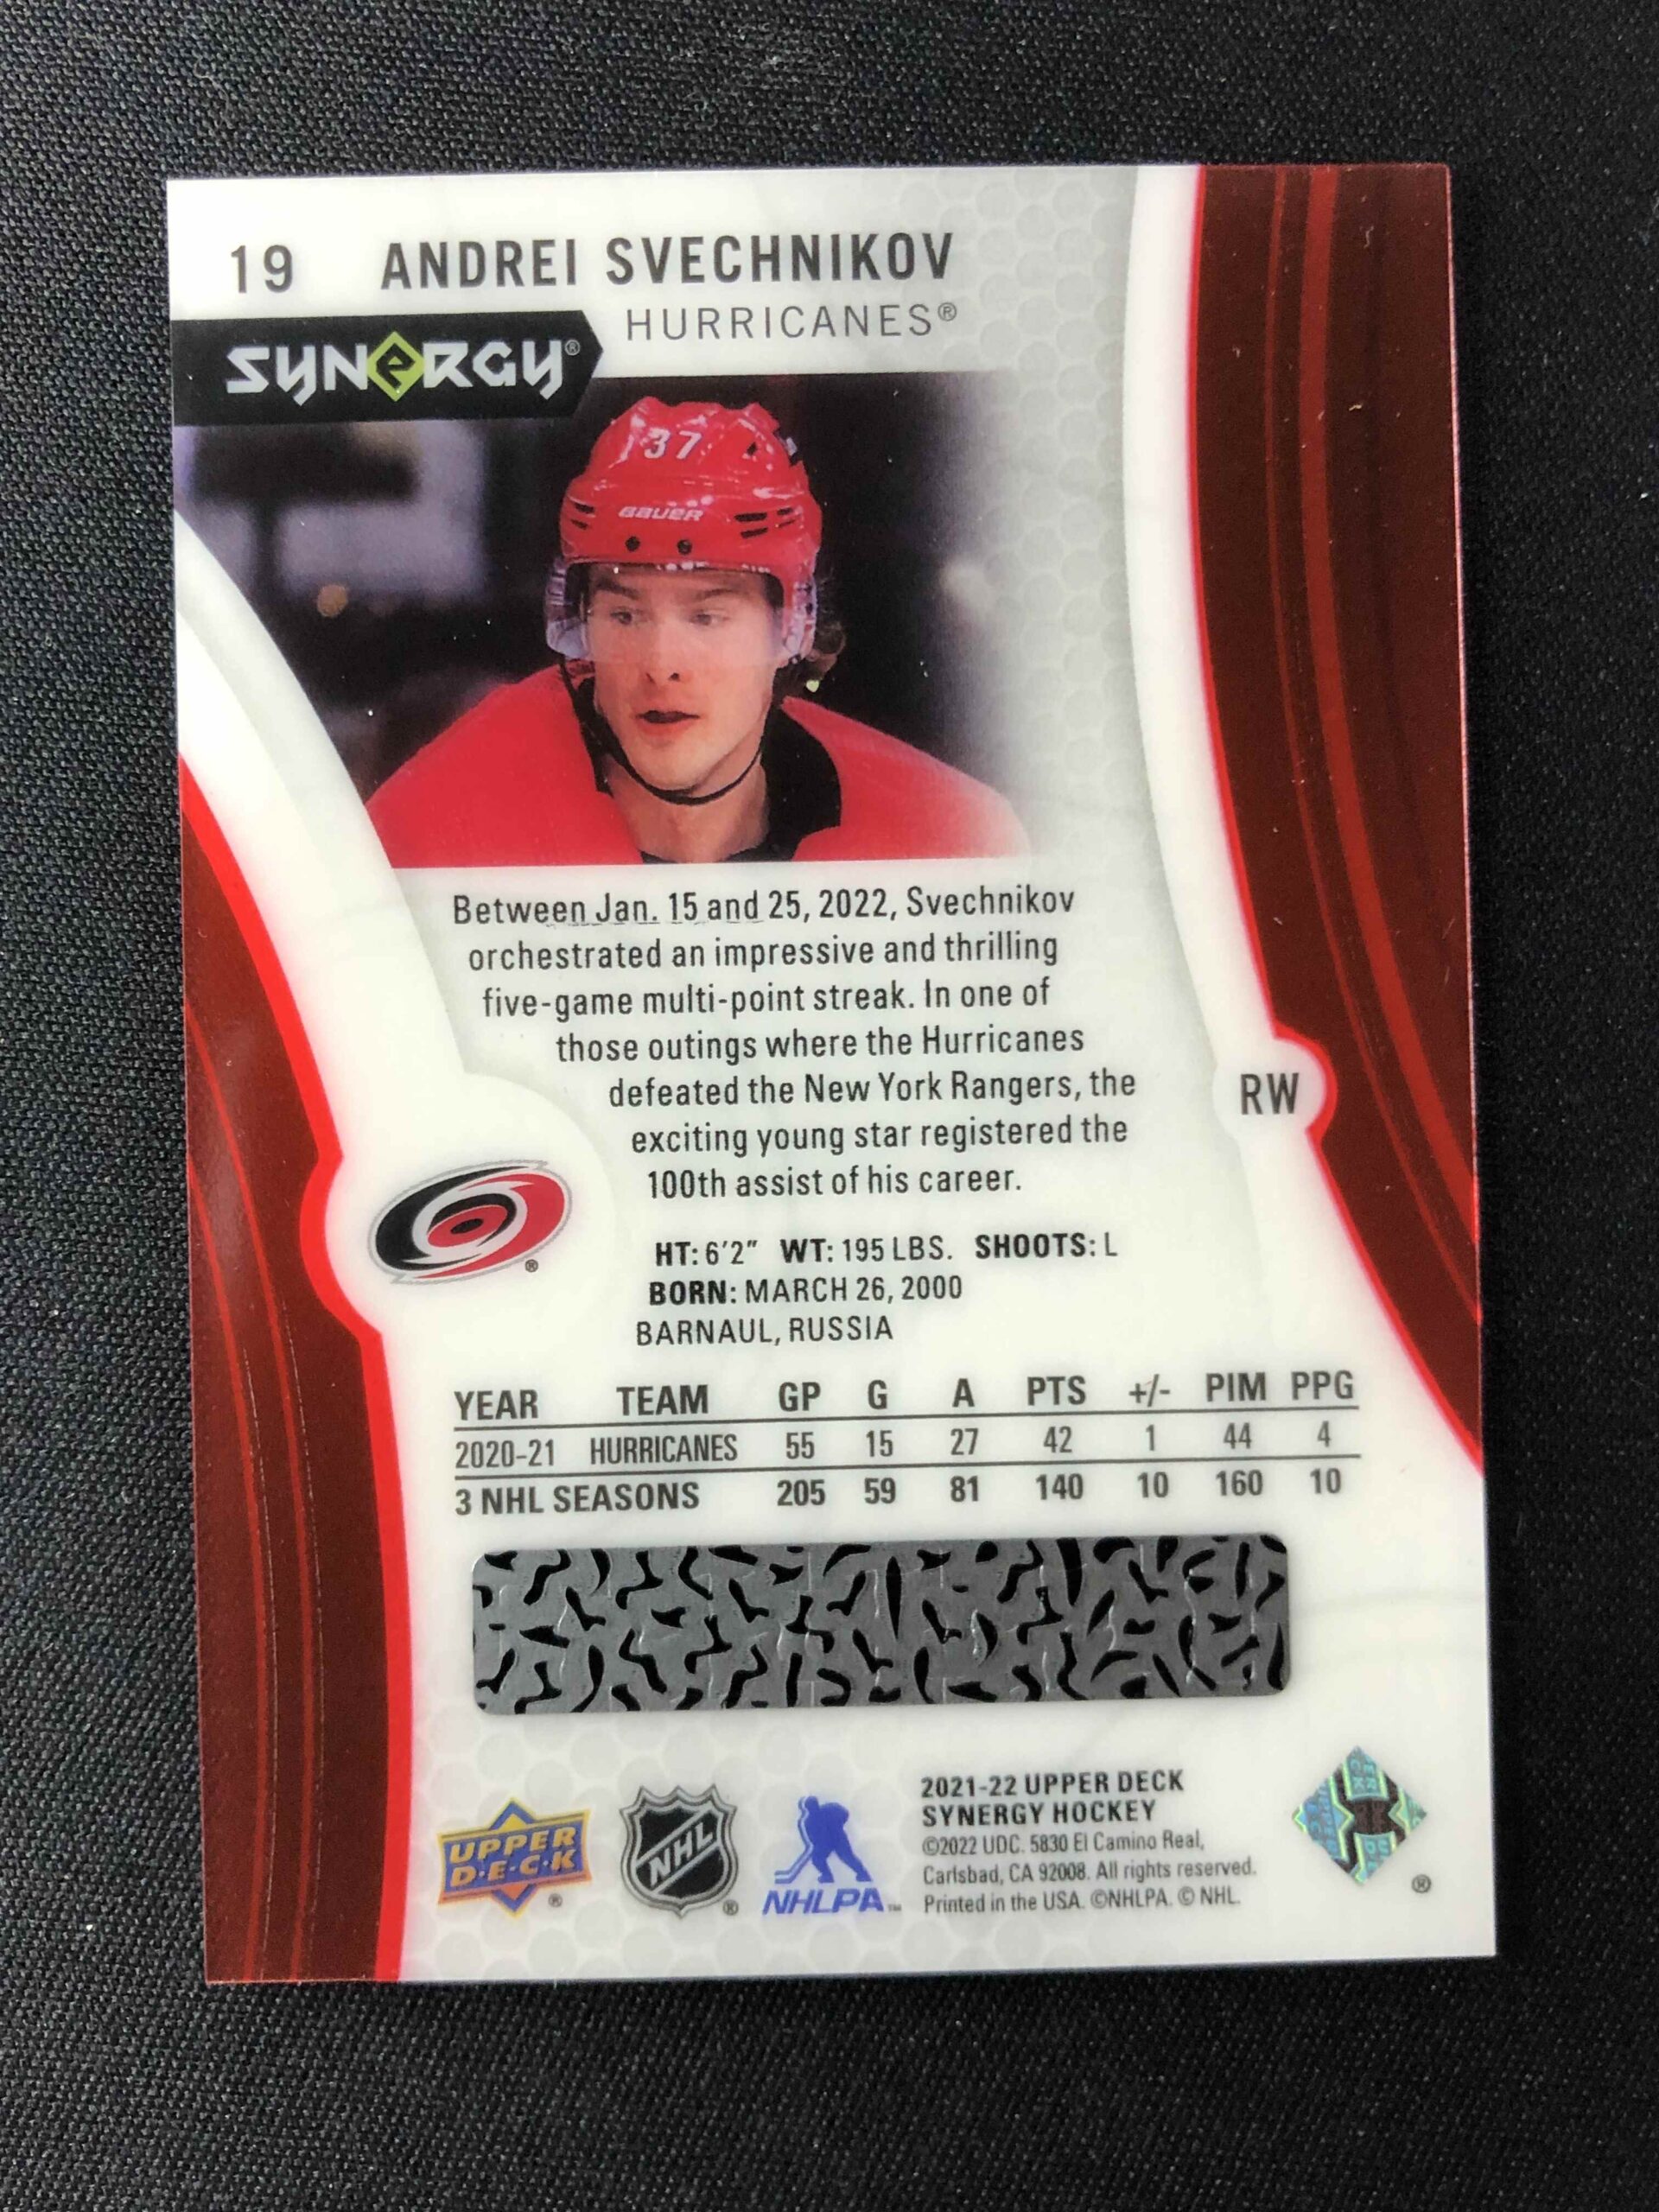 19 ANDREI SVECHNIKOV
HURRICANES®
SYNERGY®
37
BAUER
Between Jan. 15 and 25, 2022, Svechnikov
orchestrated an impressive and thrilling
five-game multi-point streak. In one of
those outings where the Hurricanes
defeated the New York Rangers, the
exciting young star registered the
100th assist of his career.
RW
®
HT: 6'2" WT: 195 LBS. SHOOTS: L
BORN: MARCH 26, 2000
BARNAUL, RUSSIA
YEAR TEAM GP G A PTS +/- PIM PPG
2020-21 HURRICANES 55 15 27 42 1 44 4
3 NHL SEASONS 205 59 81 140 10 160 10
UPPER
D·E·C·K
®
NHL
®
NHLPA™
2021-22 UPPER DECK
SYNERGY HOCKEY
©2022 UDC. 5830 El Camino Real,
Carlsbad, CA 92008. All rights reserved.
Printed in the USA. ©NHLPA. © NHL.
®